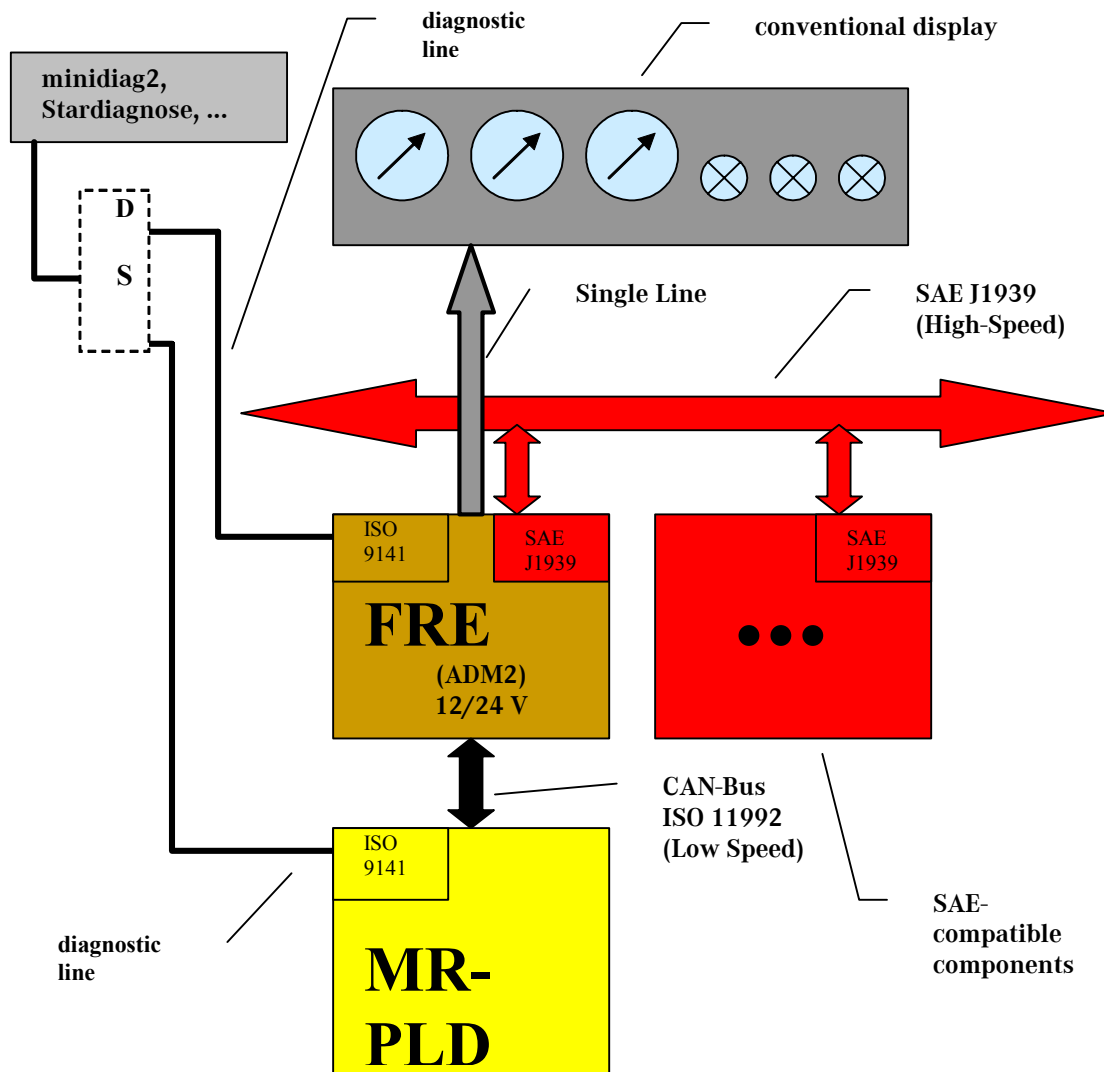 diagnostic
line
conventional display
minidiag2,
Stardiagnose, ...
D
S
Single Line
SAE J1939
(High-Speed)
ISO
9141
SAE
J1939
SAE
J1939
FRE
(ADM2)
12/24 V
CAN-Bus
ISO 11992
(Low Speed)
ISO
9141
SAE-
compatible
components
diagnostic
line
MR-
PLD